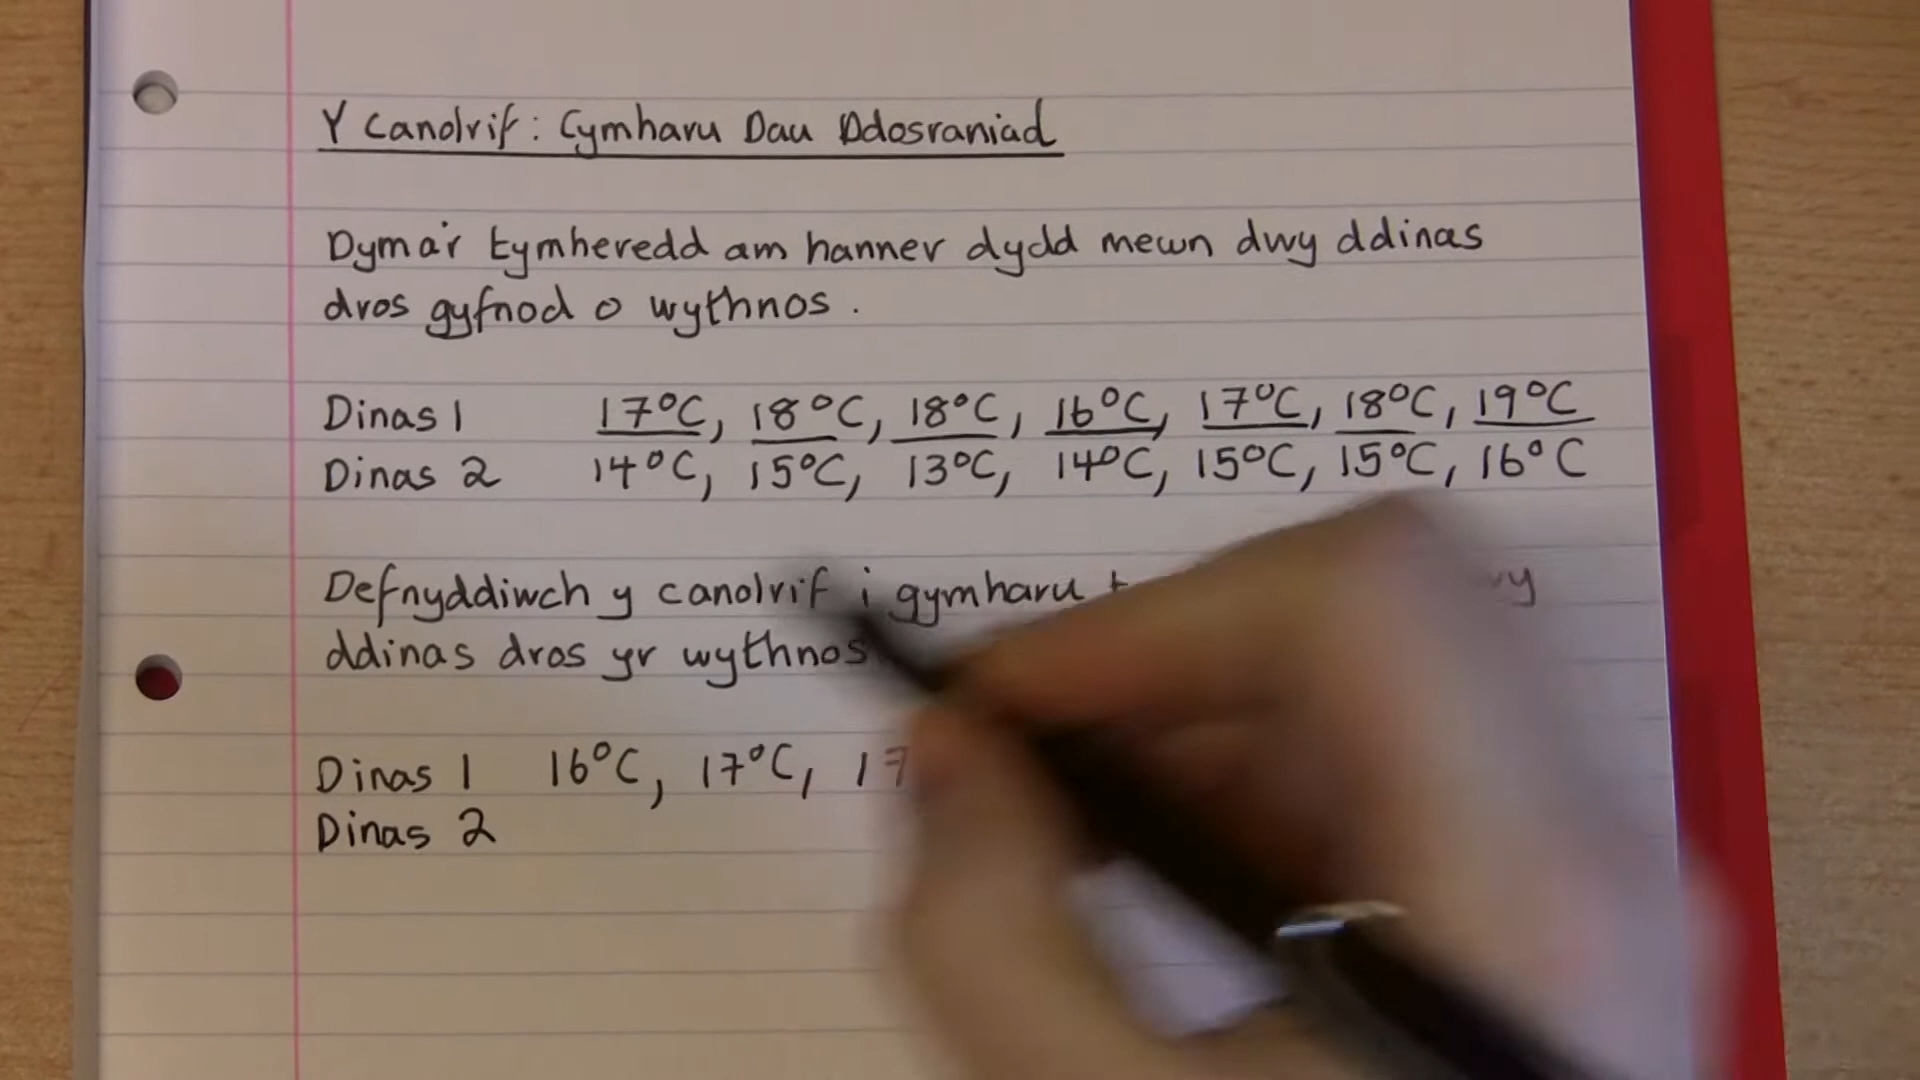 Y Canolrif: Cymharu Dau Ddosraniad
Dyma'r tymheredd am hanner dydd mewn dwy ddinas
dros gyfnod o wythnos.
Dinas 1 17°C, 18°C, 18°C, 16°C, 17°C, 18°C, 19°C
Dinas 2 14°C, 15°C, 13°C, 14°C, 15°C, 15°C, 16°C
Defnyddiwch y canolrif i gymharu
ddinas dros yr wythnos
Dinas 1 16°C, 17°C, 17
Dinas 2